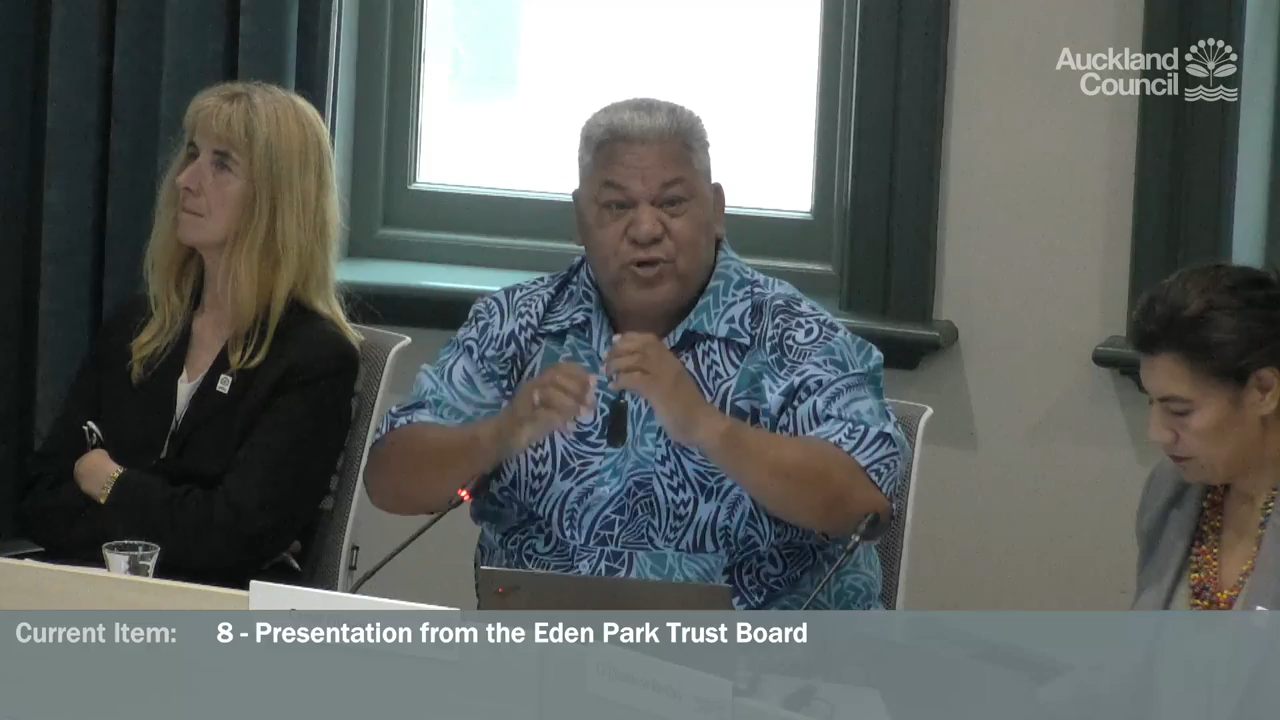 Auckland
Council
Current Item: 8 - Presentation from the Eden Park Trust Board